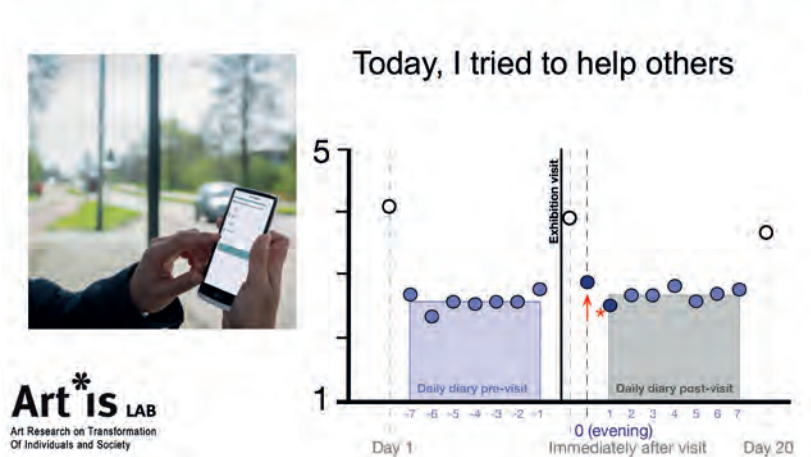 Today, I tried to help others
5
Exhibition visit
*
Daily diary pre-visit
Daily diary post-visit
1
-7 -6 -5 -4 -3 -2 -1 1 2 3 4 5 6 7
0 (evening)
Day 1
Immediately after visit
Day 20
Art*is LAB
Art Research on Transformation
Of Individuals and Society